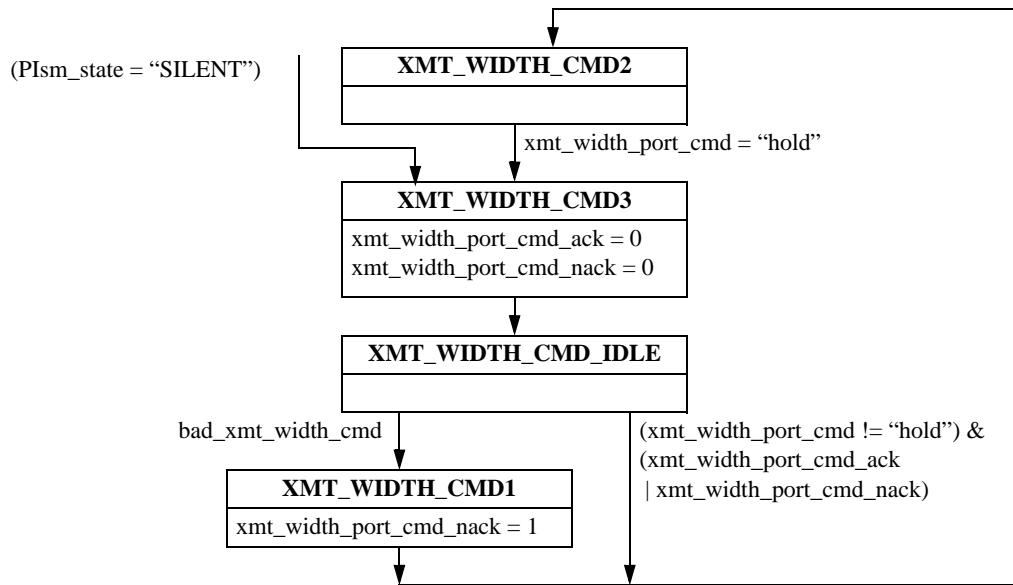 (PIsm_state = “SILENT”)
XMT_WIDTH_CMD2
xmt_width_port_cmd = “hold”
XMT_WIDTH_CMD3
xmt_width_port_cmd_ack = 0
xmt_width_port_cmd_nack = 0
XMT_WIDTH_CMD_IDLE
bad_xmt_width_cmd
(xmt_width_port_cmd != “hold”) &
(xmt_width_port_cmd_ack
| xmt_width_port_cmd_nack)
XMT_WIDTH_CMD1
xmt_width_port_cmd_nack = 1